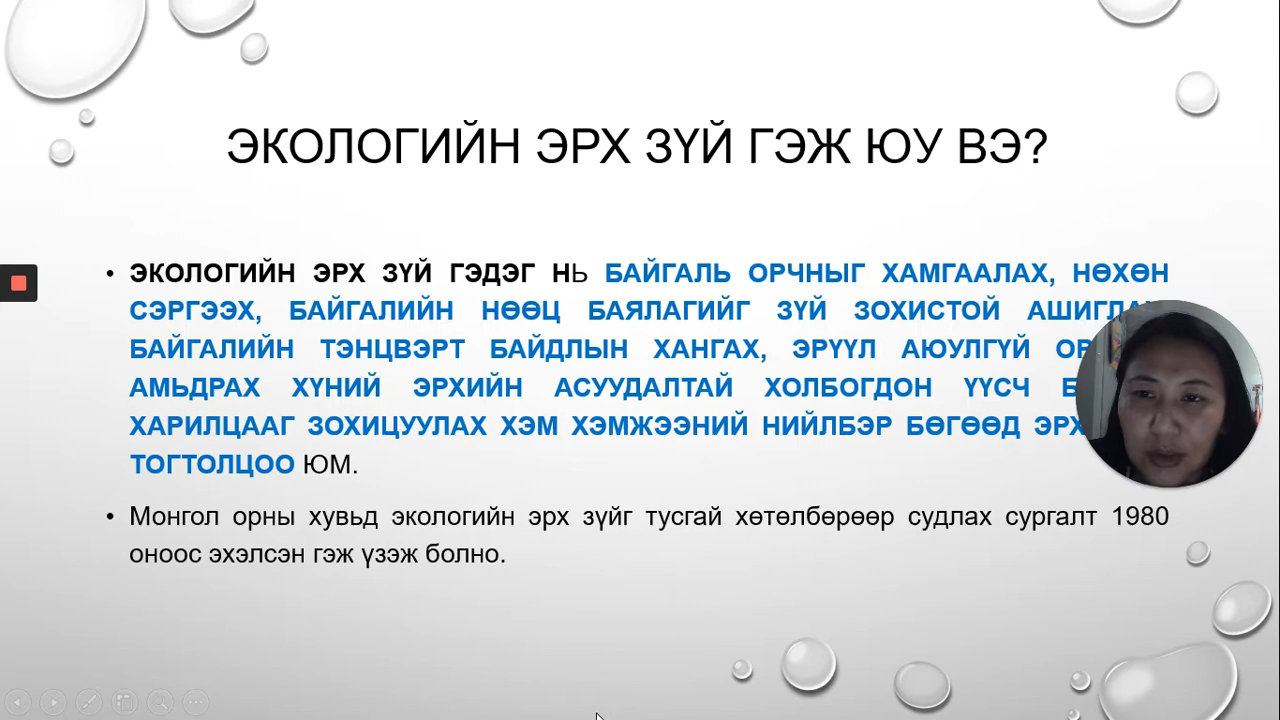 ЭКОЛОГИЙН ЭРХ ЗҮЙ ГЭЖ ЮУ ВЭ?
• ЭКОЛОГИЙН ЭРХ ЗҮЙ ГЭДЭГ НЬ БАЙГАЛЬ ОРЧНЫГ ХАМГААЛАХ, НӨХӨН
СЭРГЭЭХ, БАЙГАЛИЙН НӨӨЦ БАЯЛАГИЙГ ЗҮЙ ЗОХИСТОЙ
БАЙГАЛИЙН ТЭНЦВЭРТ БАЙДЛЫН ХАНГАХ, ЭРҮҮЛ АЮУЛГҮЙ
АМЬДРАХ ХҮНИЙ ЭРХИЙН АСУУДАЛТАЙ ХОЛБОГДОН ҮҮСЧ
ХАРИЛЦААГ ЗОХИЦУУЛАХ ХЭМ ХЭМЖЭЭНИЙ НИЙЛБЭР БӨГӨӨД
ТОГТОЛЦОО ЮМ.
• Монгол орны хувьд экологийн эрх зүйг тусгай хөтөлбөрөөр судлах сургалт 1980
оноос эхэлсэн гэж үзэж болно.